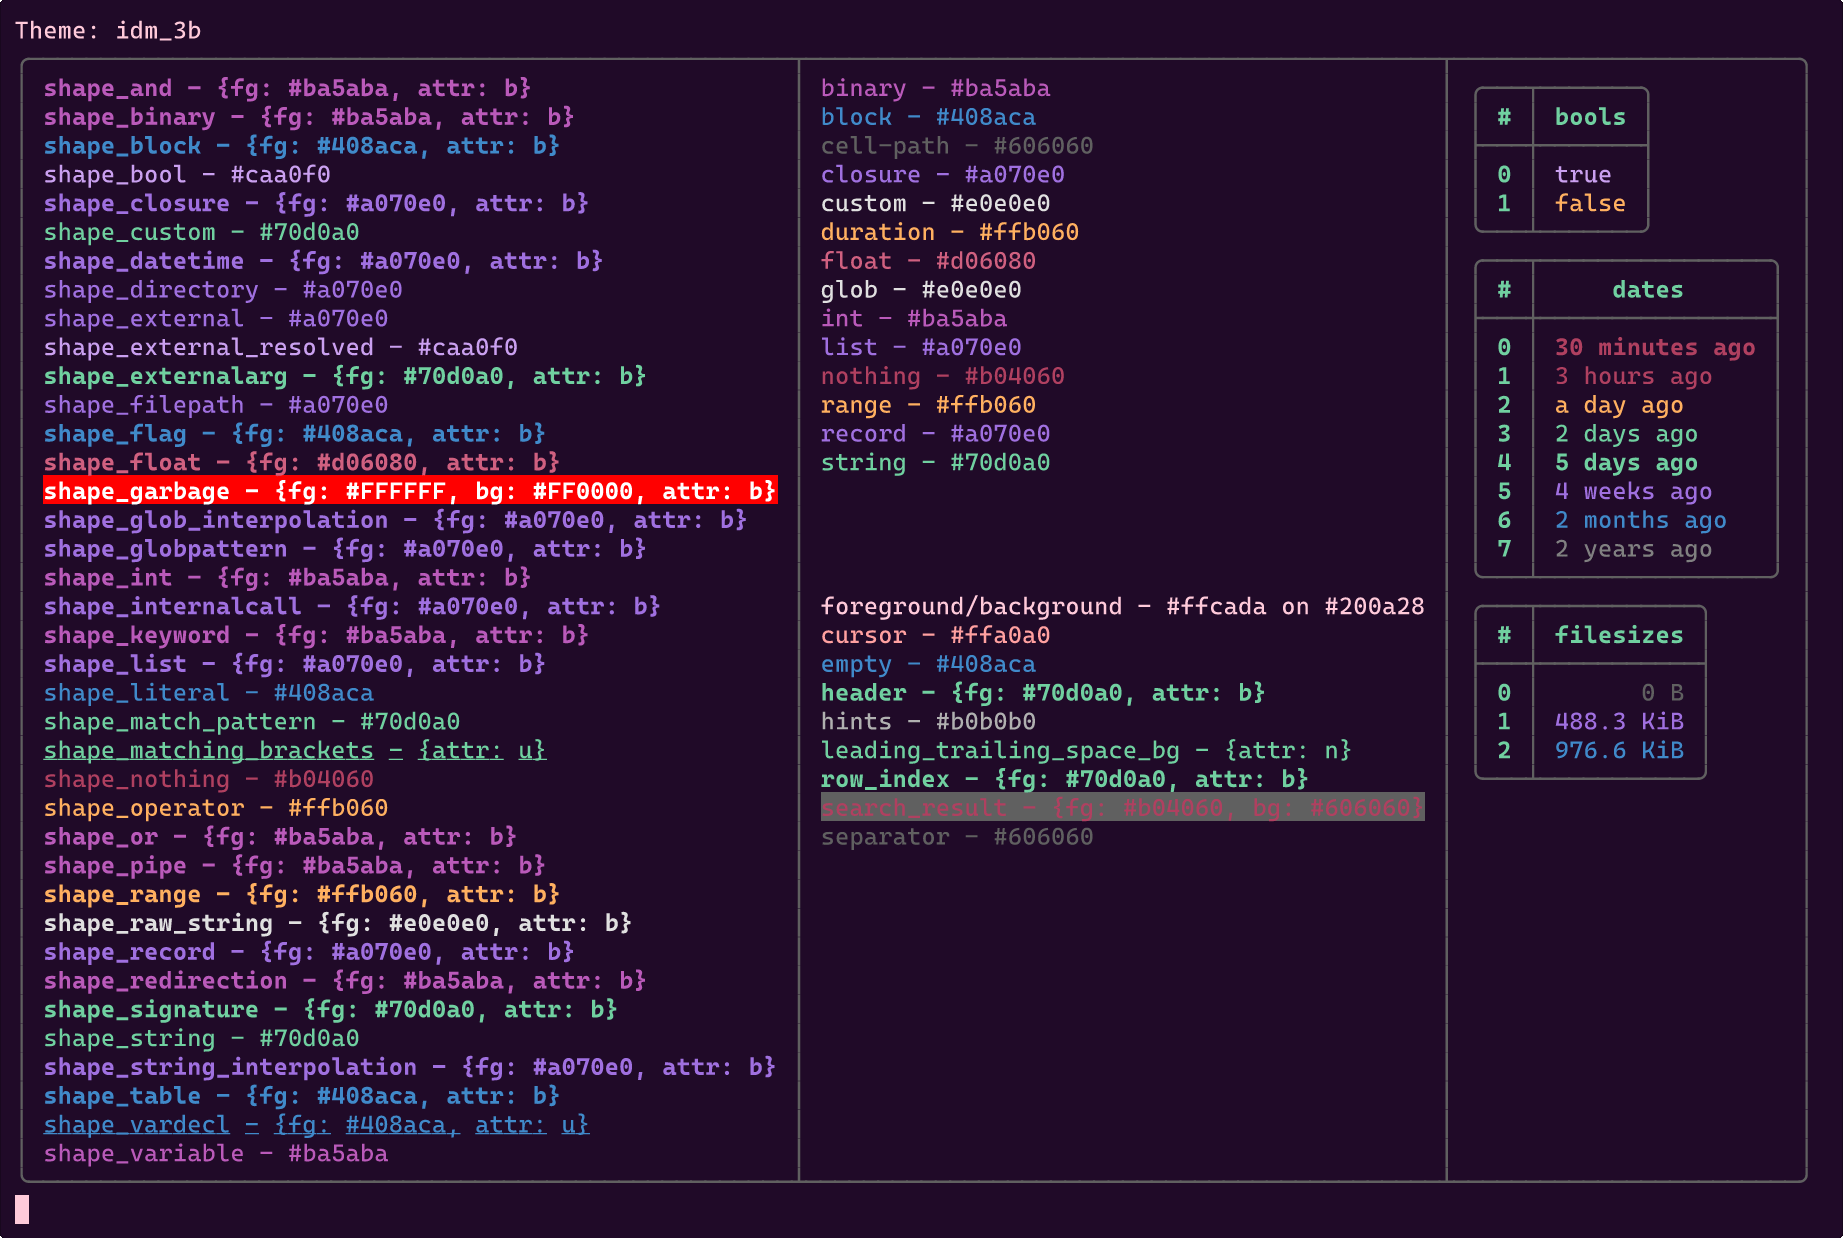 Theme: idm_3b
shape_and - {fg: #ba5aba, attr: b}
shape_binary - {fg: #ba5aba, attr: b}
shape_block - {fg: #408aca, attr: b}
shape_bool - #caa0f0
shape_closure - {fg: #a070e0, attr: b}
shape_custom - #70d0a0
shape_datetime - {fg: #a070e0, attr: b}
shape_directory - #a070e0
shape_external - #a070e0
shape_external_resolved - #caa0f0
shape_externalarg - {fg: #70d0a0, attr: b}
shape_filepath - #a070e0
shape_flag - {fg: #408aca, attr: b}
shape_float - {fg: #d06080, attr: b}
shape_garbage - {fg: #FFFFFF, bg: #FF0000, attr: b}
shape_glob_interpolation - {fg: #a070e0, attr: b}
shape_globpattern - {fg: #a070e0, attr: b}
shape_int - {fg: #ba5aba, attr: b}
shape_internalcall - {fg: #a070e0, attr: b}
shape_keyword - {fg: #ba5aba, attr: b}
shape_list - {fg: #a070e0, attr: b}
shape_literal - #408aca
shape_match_pattern - #70d0a0
shape_matching_brackets - {attr: u}
shape_nothing - #b04060
shape_operator - #ffb060
shape_or - {fg: #ba5aba, attr: b}
shape_pipe - {fg: #ba5aba, attr: b}
shape_range - {fg: #ffb060, attr: b}
shape_raw_string - {fg: #e0e0e0, attr: b}
shape_record - {fg: #a070e0, attr: b}
shape_redirection - {fg: #ba5aba, attr: b}
shape_signature - {fg: #70d0a0, attr: b}
shape_string - #70d0a0
shape_string_interpolation - {fg: #a070e0, attr: b}
shape_table - {fg: #408aca, attr: b}
shape_vardecl - {fg: #408aca, attr: u}
shape_variable - #ba5aba
binary - #ba5aba
block - #408aca
cell-path - #606060
closure - #a070e0
custom - #e0e0e0
duration - #ffb060
float - #d06080
glob - #e0e0e0
int - #ba5aba
list - #a070e0
nothing - #b04060
range - #ffb060
record - #a070e0
string - #70d0a0
foreground/background - #ffcada on #200a28
cursor - #ffa0a0
empty - #408aca
header - {fg: #70d0a0, attr: b}
hints - #b0b0b0
leading_trailing_space_bg - {attr: n}
row_index - {fg: #70d0a0, attr: b}
search_result - {fg: #b04060, bg: #606060}
separator - #606060
# bools
0 true
1 false
# dates
0 30 minutes ago
1 3 hours ago
2 a day ago
3 2 days ago
4 5 days ago
5 4 weeks ago
6 2 months ago
7 2 years ago
# filesizes
0 0 B
1 488.3 KiB
2 976.6 KiB